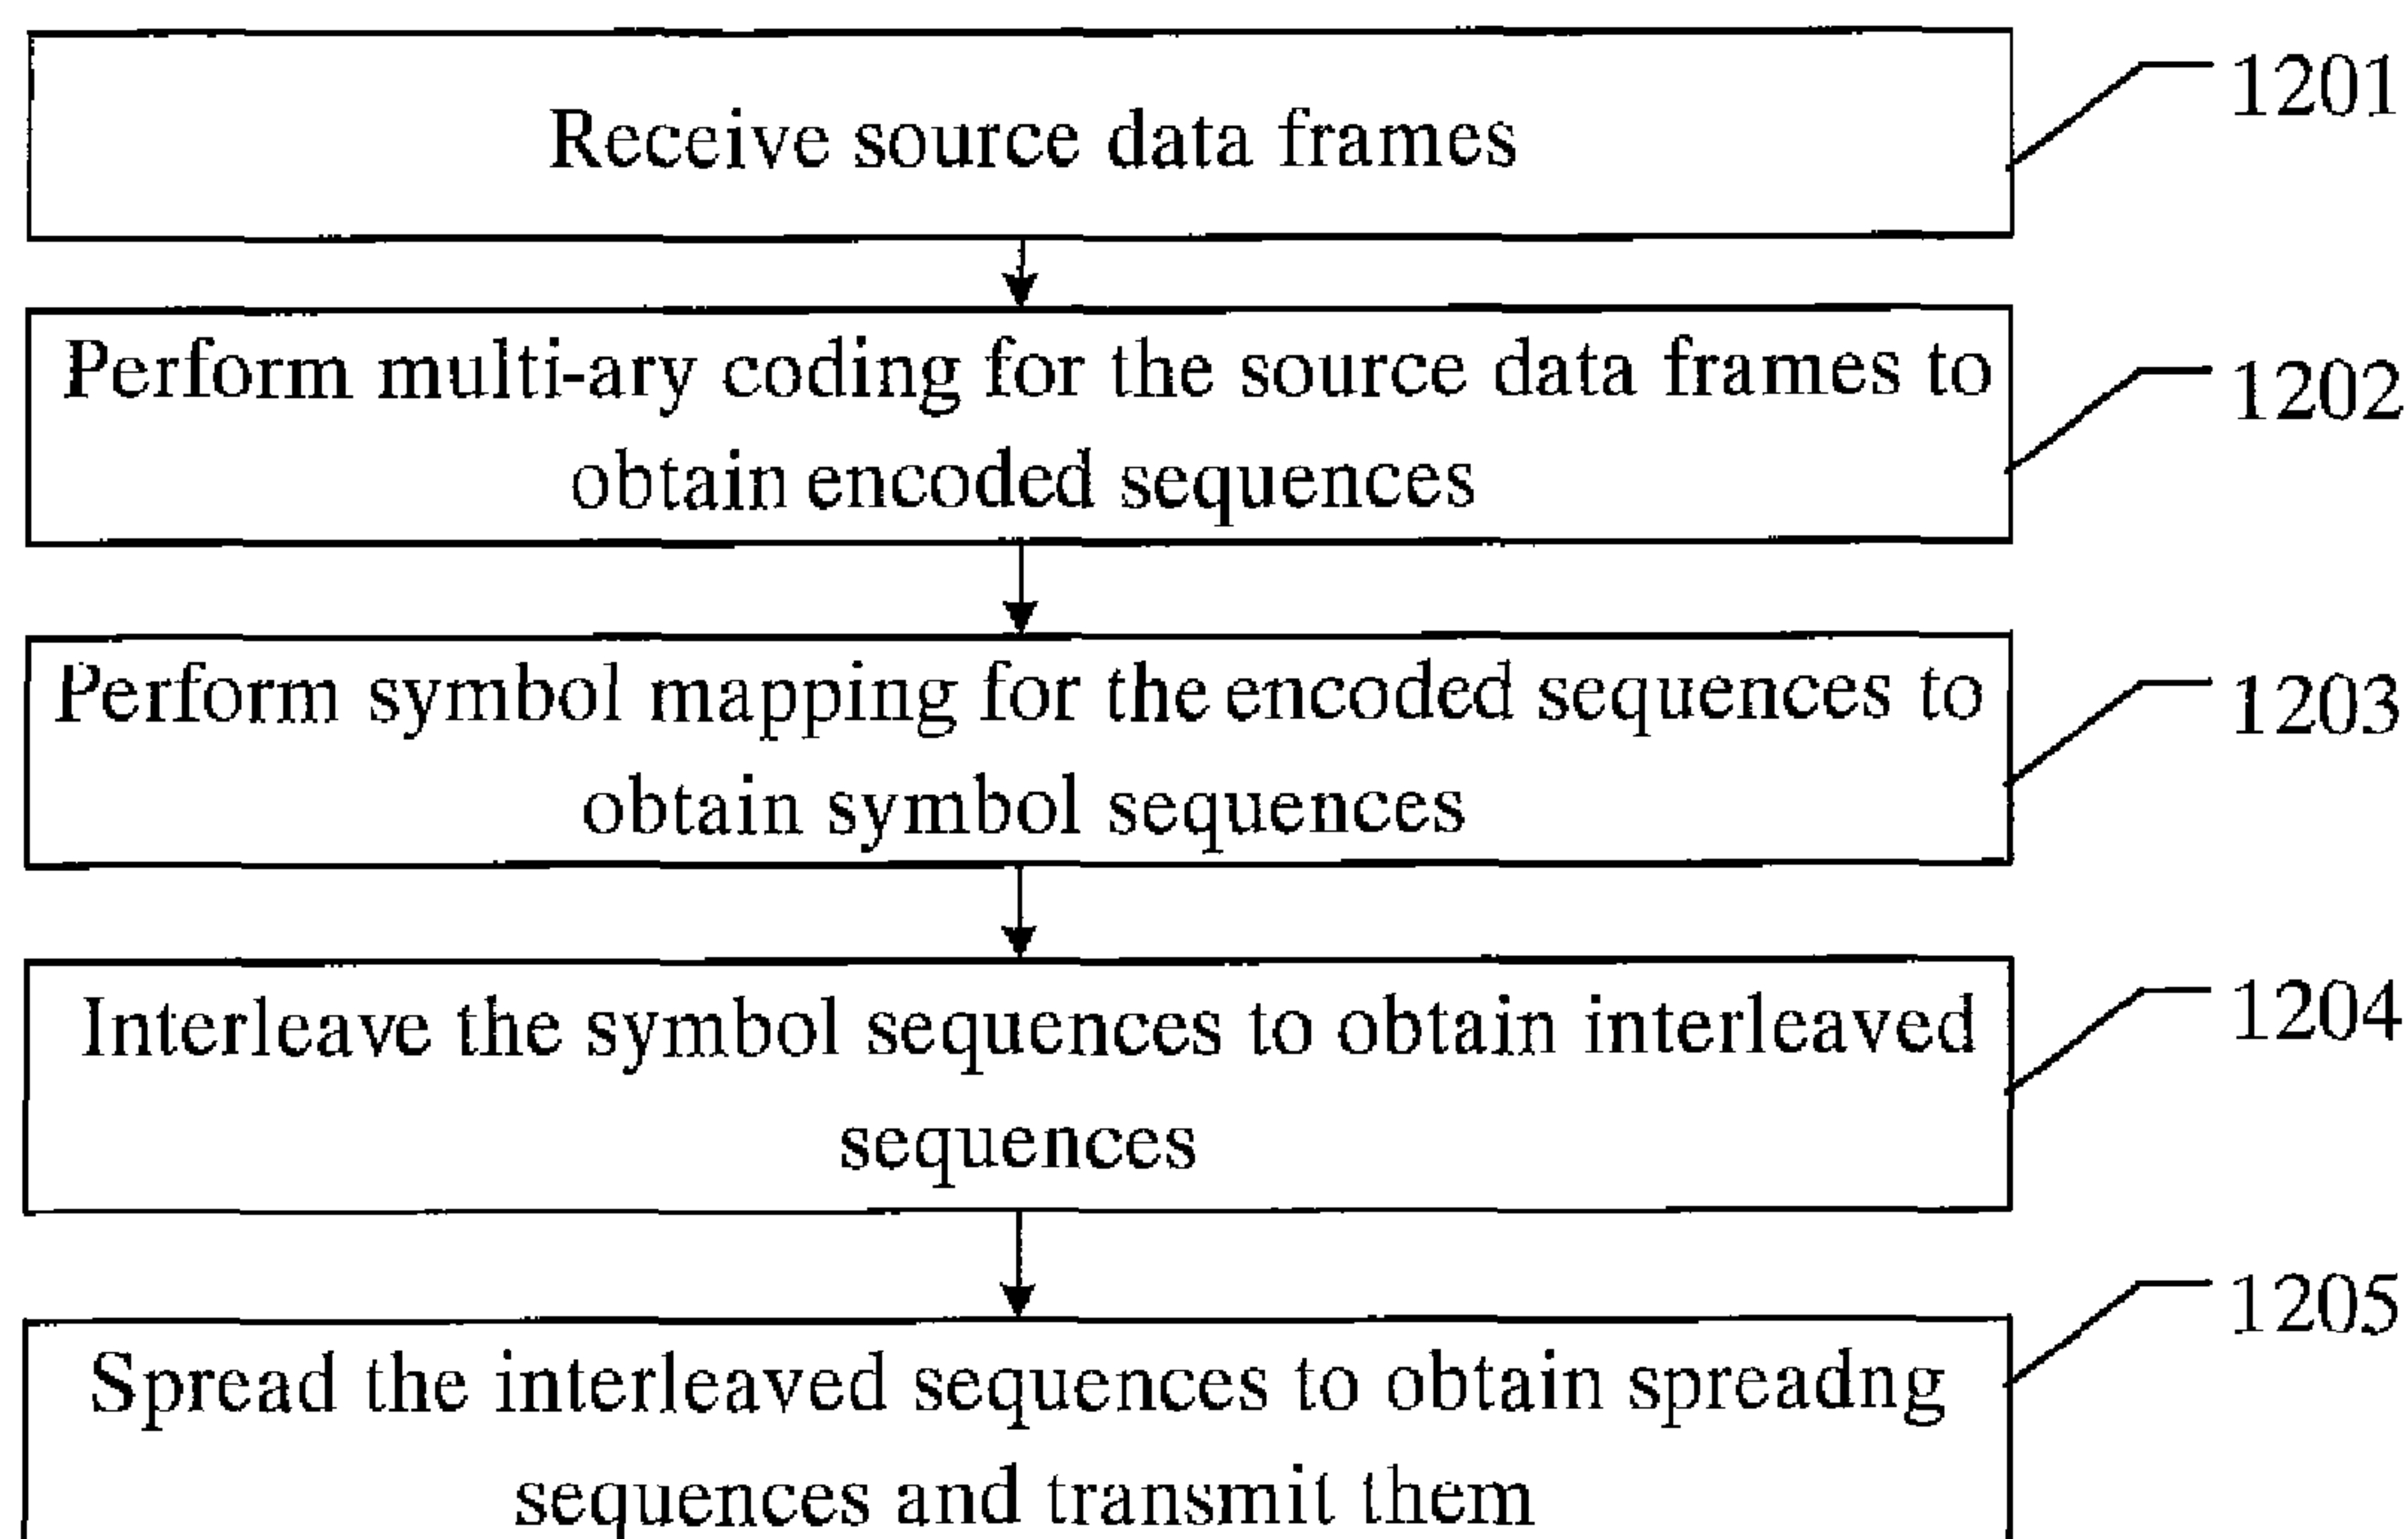 Receive source data frames
1201
Perform multi-ary coding for the source data frames to
obtain encoded sequences
1202
Perform symbol mapping for the encoded sequences to
obtain symbol sequences
1203
Interleave the symbol sequences to obtain interleaved
sequences
1204
Spread the interleaved sequences to obtain spreadng
sequences and transmit them
1205